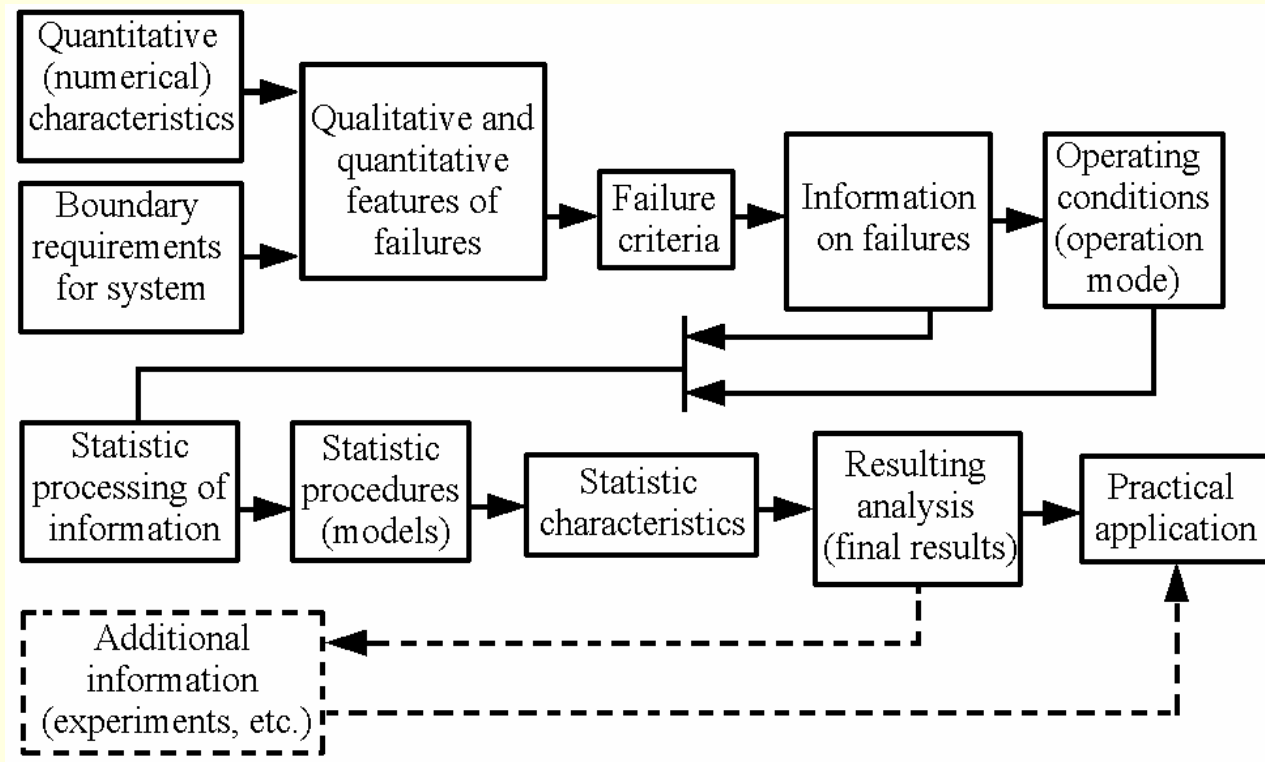 Quantitative
(numerical)
characteristics
Boundary
requirements
for system
Qualitative and
quantitative
features of
failures
Failure
criteria
Information
on failures
Operating
conditions
(operation
mode)
Statistic
processing of
information
Statistic
procedures
(models)
Statistic
characteristics
Resulting
analysis
(final results)
Practical
application
Additional
information
(experiments, etc.)